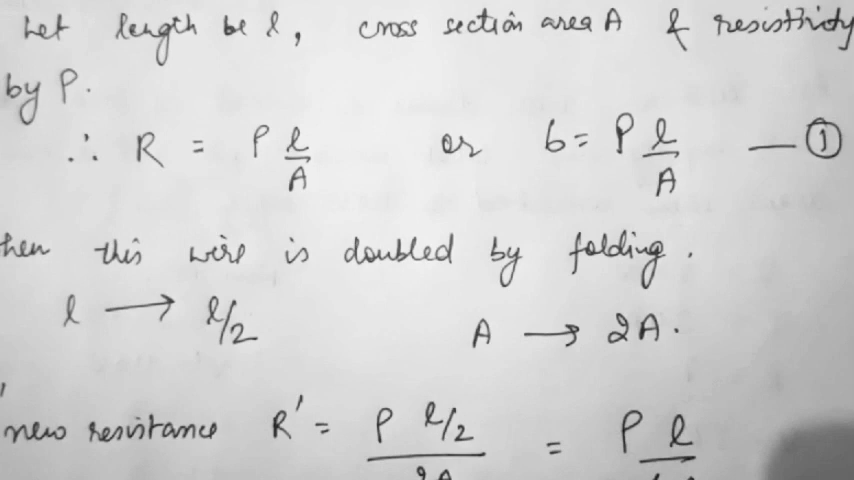 Let length be l, cross section area A & resistivity
by P.
∴ R = P l/A or 6 = P l/A — ①
hen this wire is doubled by folding.
l → l/2 A → 2A.
new resistance R' = P l/2 / 2A = P l